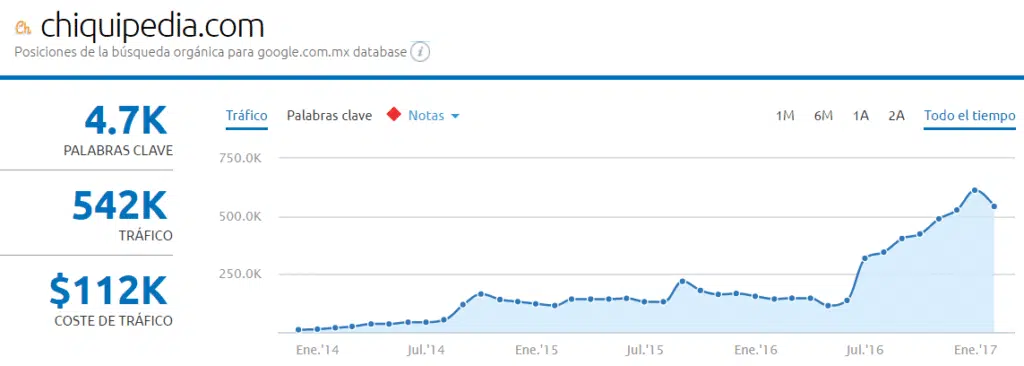 Ch chiquipedia.com
Posiciones de la búsqueda orgánica para google.com.mx database i
4.7K
PALABRAS CLAVE
542K
TRÁFICO
$112K
COSTE DE TRÁFICO
Tráfico Palabras clave Notas 1M 6M 1A 2A Todo el tiempo
750.0K
500.0K
250.0K
Ene.'14 Jul.'14 Ene.'15 Jul.'15 Ene.'16 Jul.'16 Ene.'17